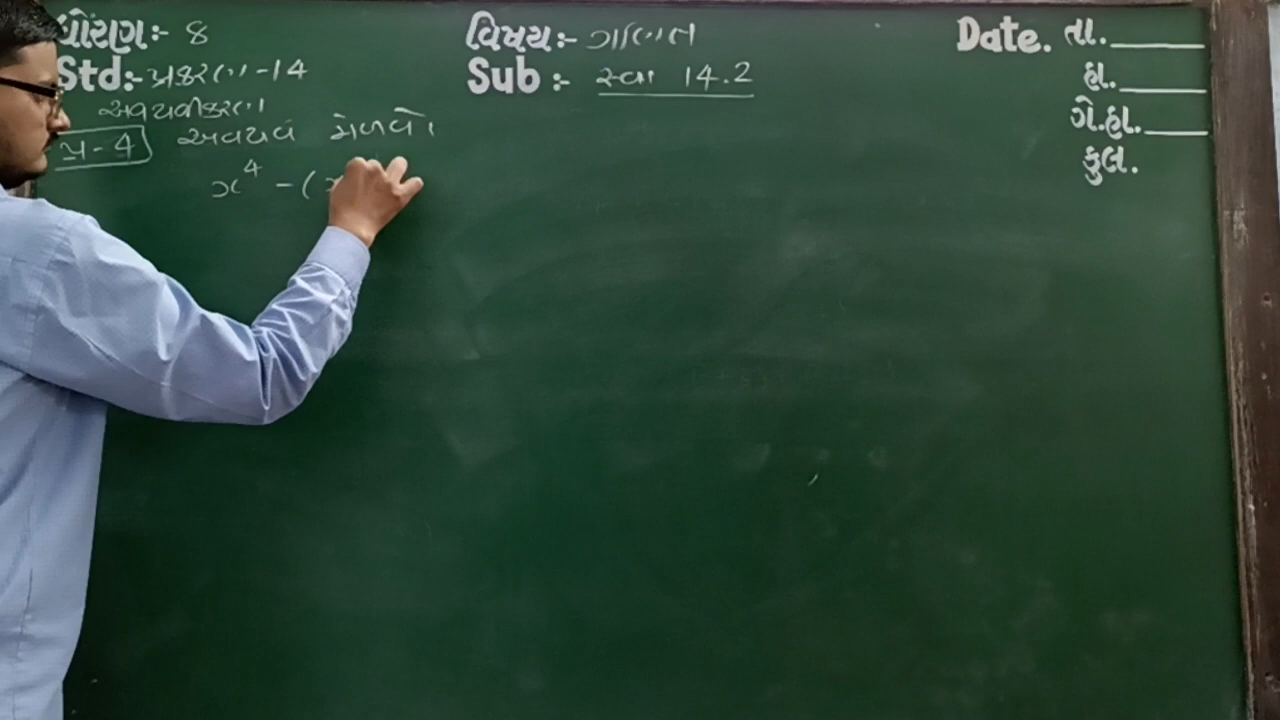 ધોરણ:- 8 વિષય:- ગણિત Date. તા.
Std:- પ્રકરણ-14 Sub:- સ્વા 14.2 હા.
અવયવીકરણ ગે.હા.
પ્ર-4 અવયવ મેળવો કુલ.
x⁴ - (x